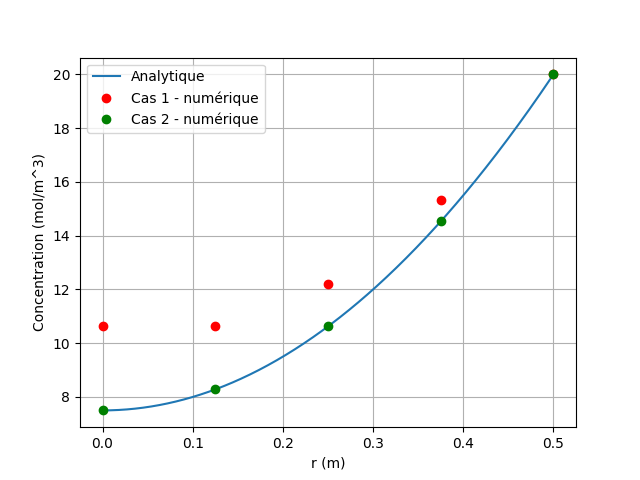 Analytique
Cas 1 - numérique
Cas 2 - numérique
20
18
16
14
12
10
8
Concentration (mol/m^3)
0.0 0.1 0.2 0.3 0.4 0.5
r (m)